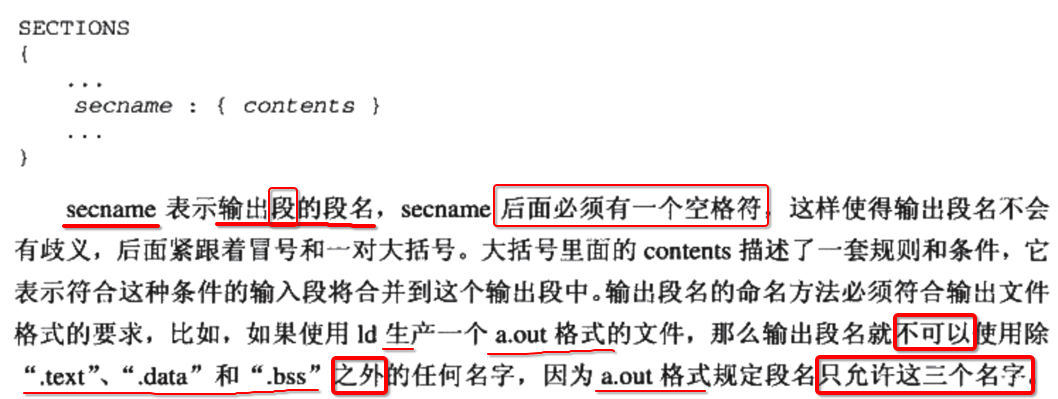 SECTIONS
{
...
secname : { contents }
...
}
secname 表示输出段的段名，secname 后面必须有一个空格符，这样使得输出段名不会
有歧义，后面紧跟着冒号和一对大括号。大括号里面的 contents 描述了一套规则和条件，它
表示符合这种条件的输入段将合并到这个输出段中。输出段名的命名方法必须符合输出文件
格式的要求，比如，如果使用 ld 生产一个 a.out 格式的文件，那么输出段名就不可以使用除
“.text”、“.data” 和 “.bss” 之外的任何名字，因为 a.out 格式规定段名只允许这三个名字。